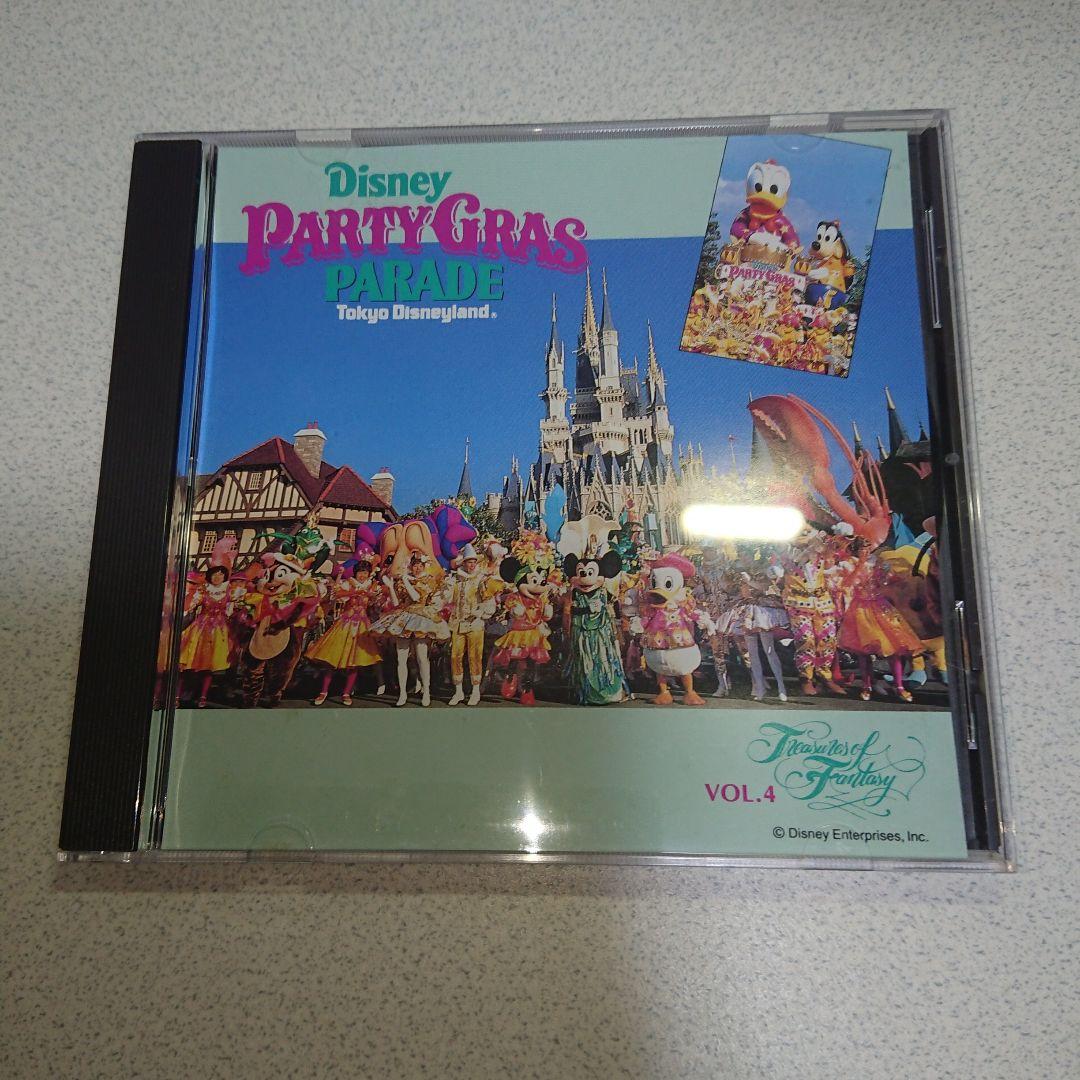 Disney
PARTY GRAS
PARADE
Tokyo Disneyland®
PARTY GRAS
Treasures of
Fantasy
VOL.4
© Disney Enterprises, Inc.